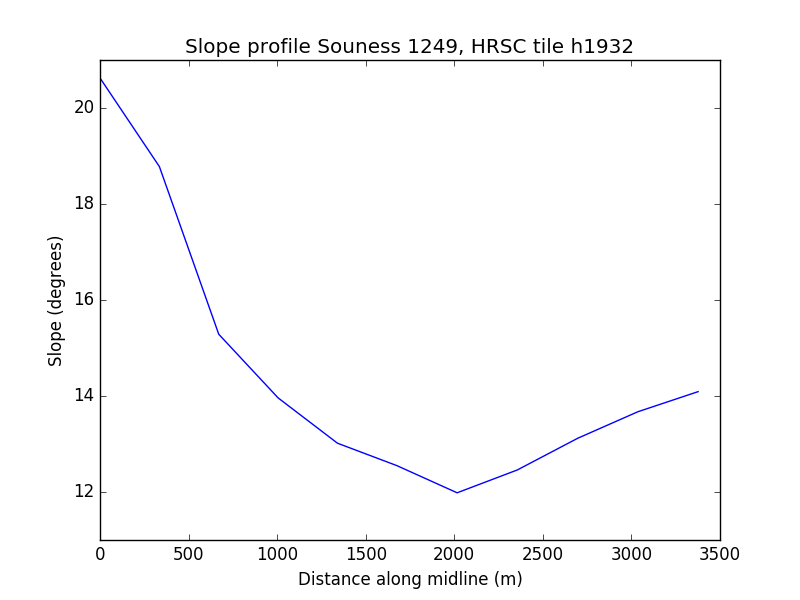 Slope profile Souness 1249, HRSC tile h1932
20
18
16
14
12
Slope (degrees)
0 500 1000 1500 2000 2500 3000 3500
Distance along midline (m)